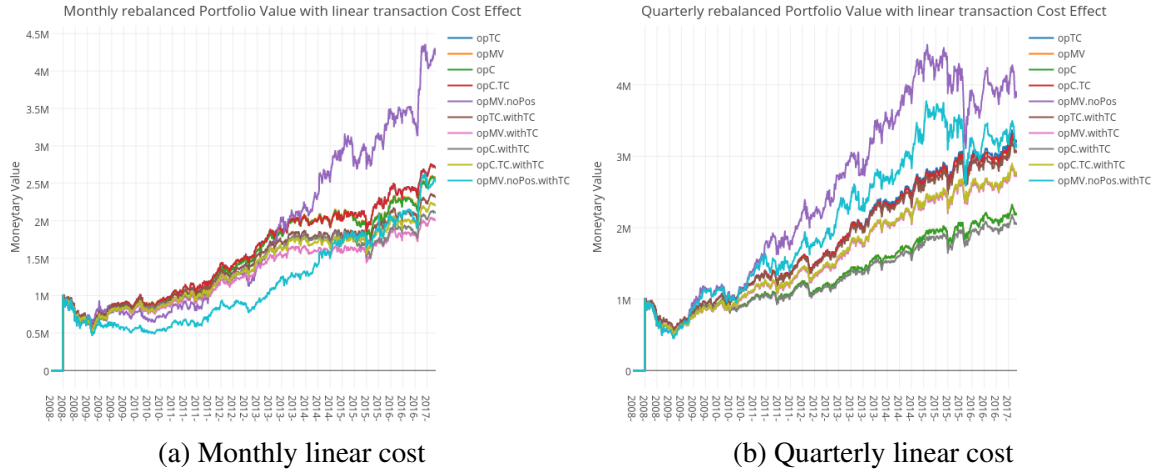 Monthly rebalanced Portfolio Value with linear transaction Cost Effect
4.5M
4M
3.5M
3M
2.5M
2M
1.5M
1M
0.5M
0
Moneytary Value
opTC
opMV
opC
opC.TC
opMV.noPos
opTC.withTC
opMV.withTC
opC.withTC
opC.TC.withTC
opMV.noPos.withTC
2008-
2008-
2009-
2009-
2010-
2010-
2011-
2011-
2012-
2012-
2013-
2013-
2014-
2014-
2015-
2015-
2016-
2016-
2017-
(a) Monthly linear cost
Quarterly rebalanced Portfolio Value with linear transaction Cost Effect
4M
3M
2M
1M
0
Moneytary Value
opTC
opMV
opC
opC.TC
opMV.noPos
opTC.withTC
opMV.withTC
opC.withTC
opC.TC.withTC
opMV.noPos.withTC
2008-
2008-
2009-
2009-
2010-
2010-
2011-
2011-
2012-
2012-
2013-
2013-
2014-
2014-
2015-
2015-
2016-
2016-
2017-
(b) Quarterly linear cost